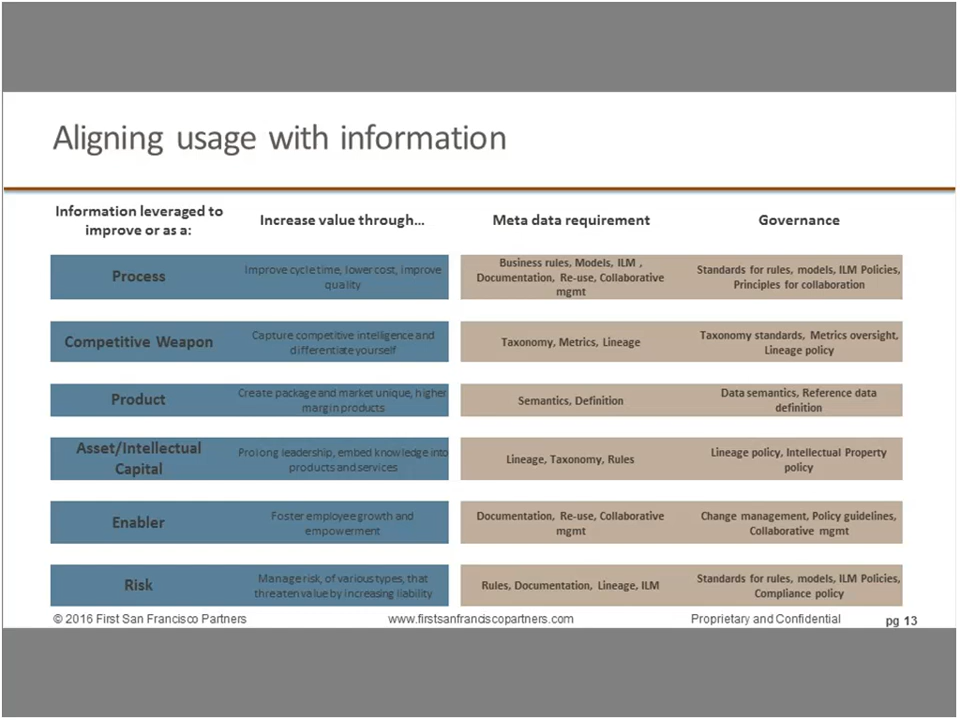 Aligning usage with information
Information leveraged to
improve or as a:
Increase value through...
Meta data requirement
Governance
Process
Improve cycle time, lower cost, improve
quality
Business rules, Models, ILM ,
Documentation, Re-use, Collaborative
mgmt
Standards for rules, models, ILM Policies,
Principles for collaboration
Competitive Weapon
Capture competitive intelligence and
differentiate yourself
Taxonomy, Metrics, Lineage
Taxonomy standards, Metrics oversight,
Lineage policy
Product
Create package and market unique, higher
margin products
Semantics, Definition
Data semantics, Reference data
definition
Asset/Intellectual
Capital
Prolong leadership, embed knowledge into
products and services
Lineage, Taxonomy, Rules
Lineage policy, Intellectual Property
policy
Enabler
Foster employee growth and
empowerment
Documentation, Re-use, Collaborative
mgmt
Change management, Policy guidelines,
Collaborative mgmt
Risk
Manage risk, of various types, that
threaten value by increasing liability
Rules, Documentation, Lineage, ILM
Standards for rules, models, ILM Policies,
Compliance policy
© 2016 First San Francisco Partners
www.firstsanfranciscopartners.com
Proprietary and Confidential
pg 13